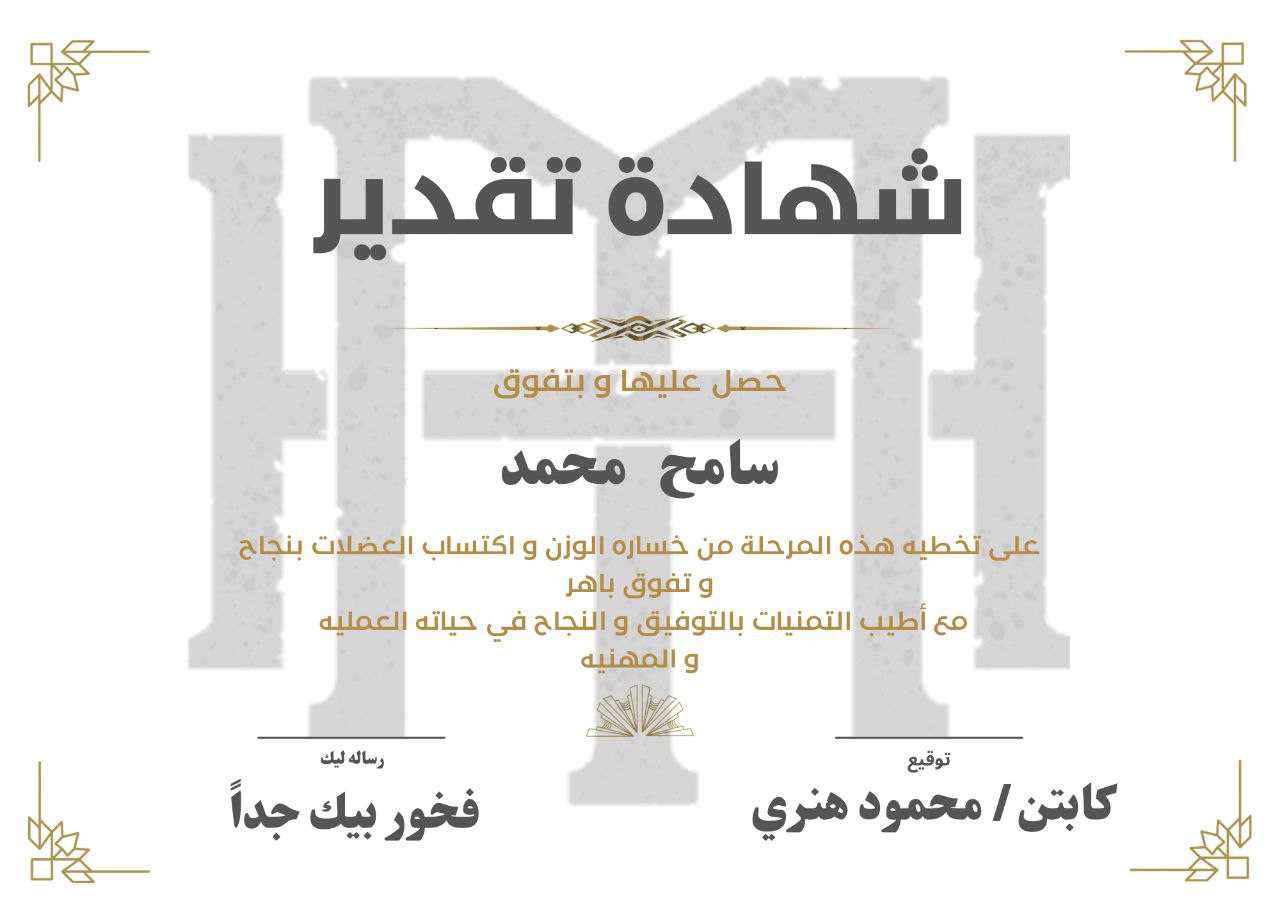 شهادة تقدير
حصل عليها و بتفوق
سامح محمد
على تخطيه هذه المرحلة من خساره الوزن و اكتساب العضلات بنجاح
و تفوق باهر
مع أطيب التمنيات بالتوفيق و النجاح في حياته العمليه
و المهنيه
توقيع
كابتن / محمود هنري
رساله ليك
فخور بيك جداً